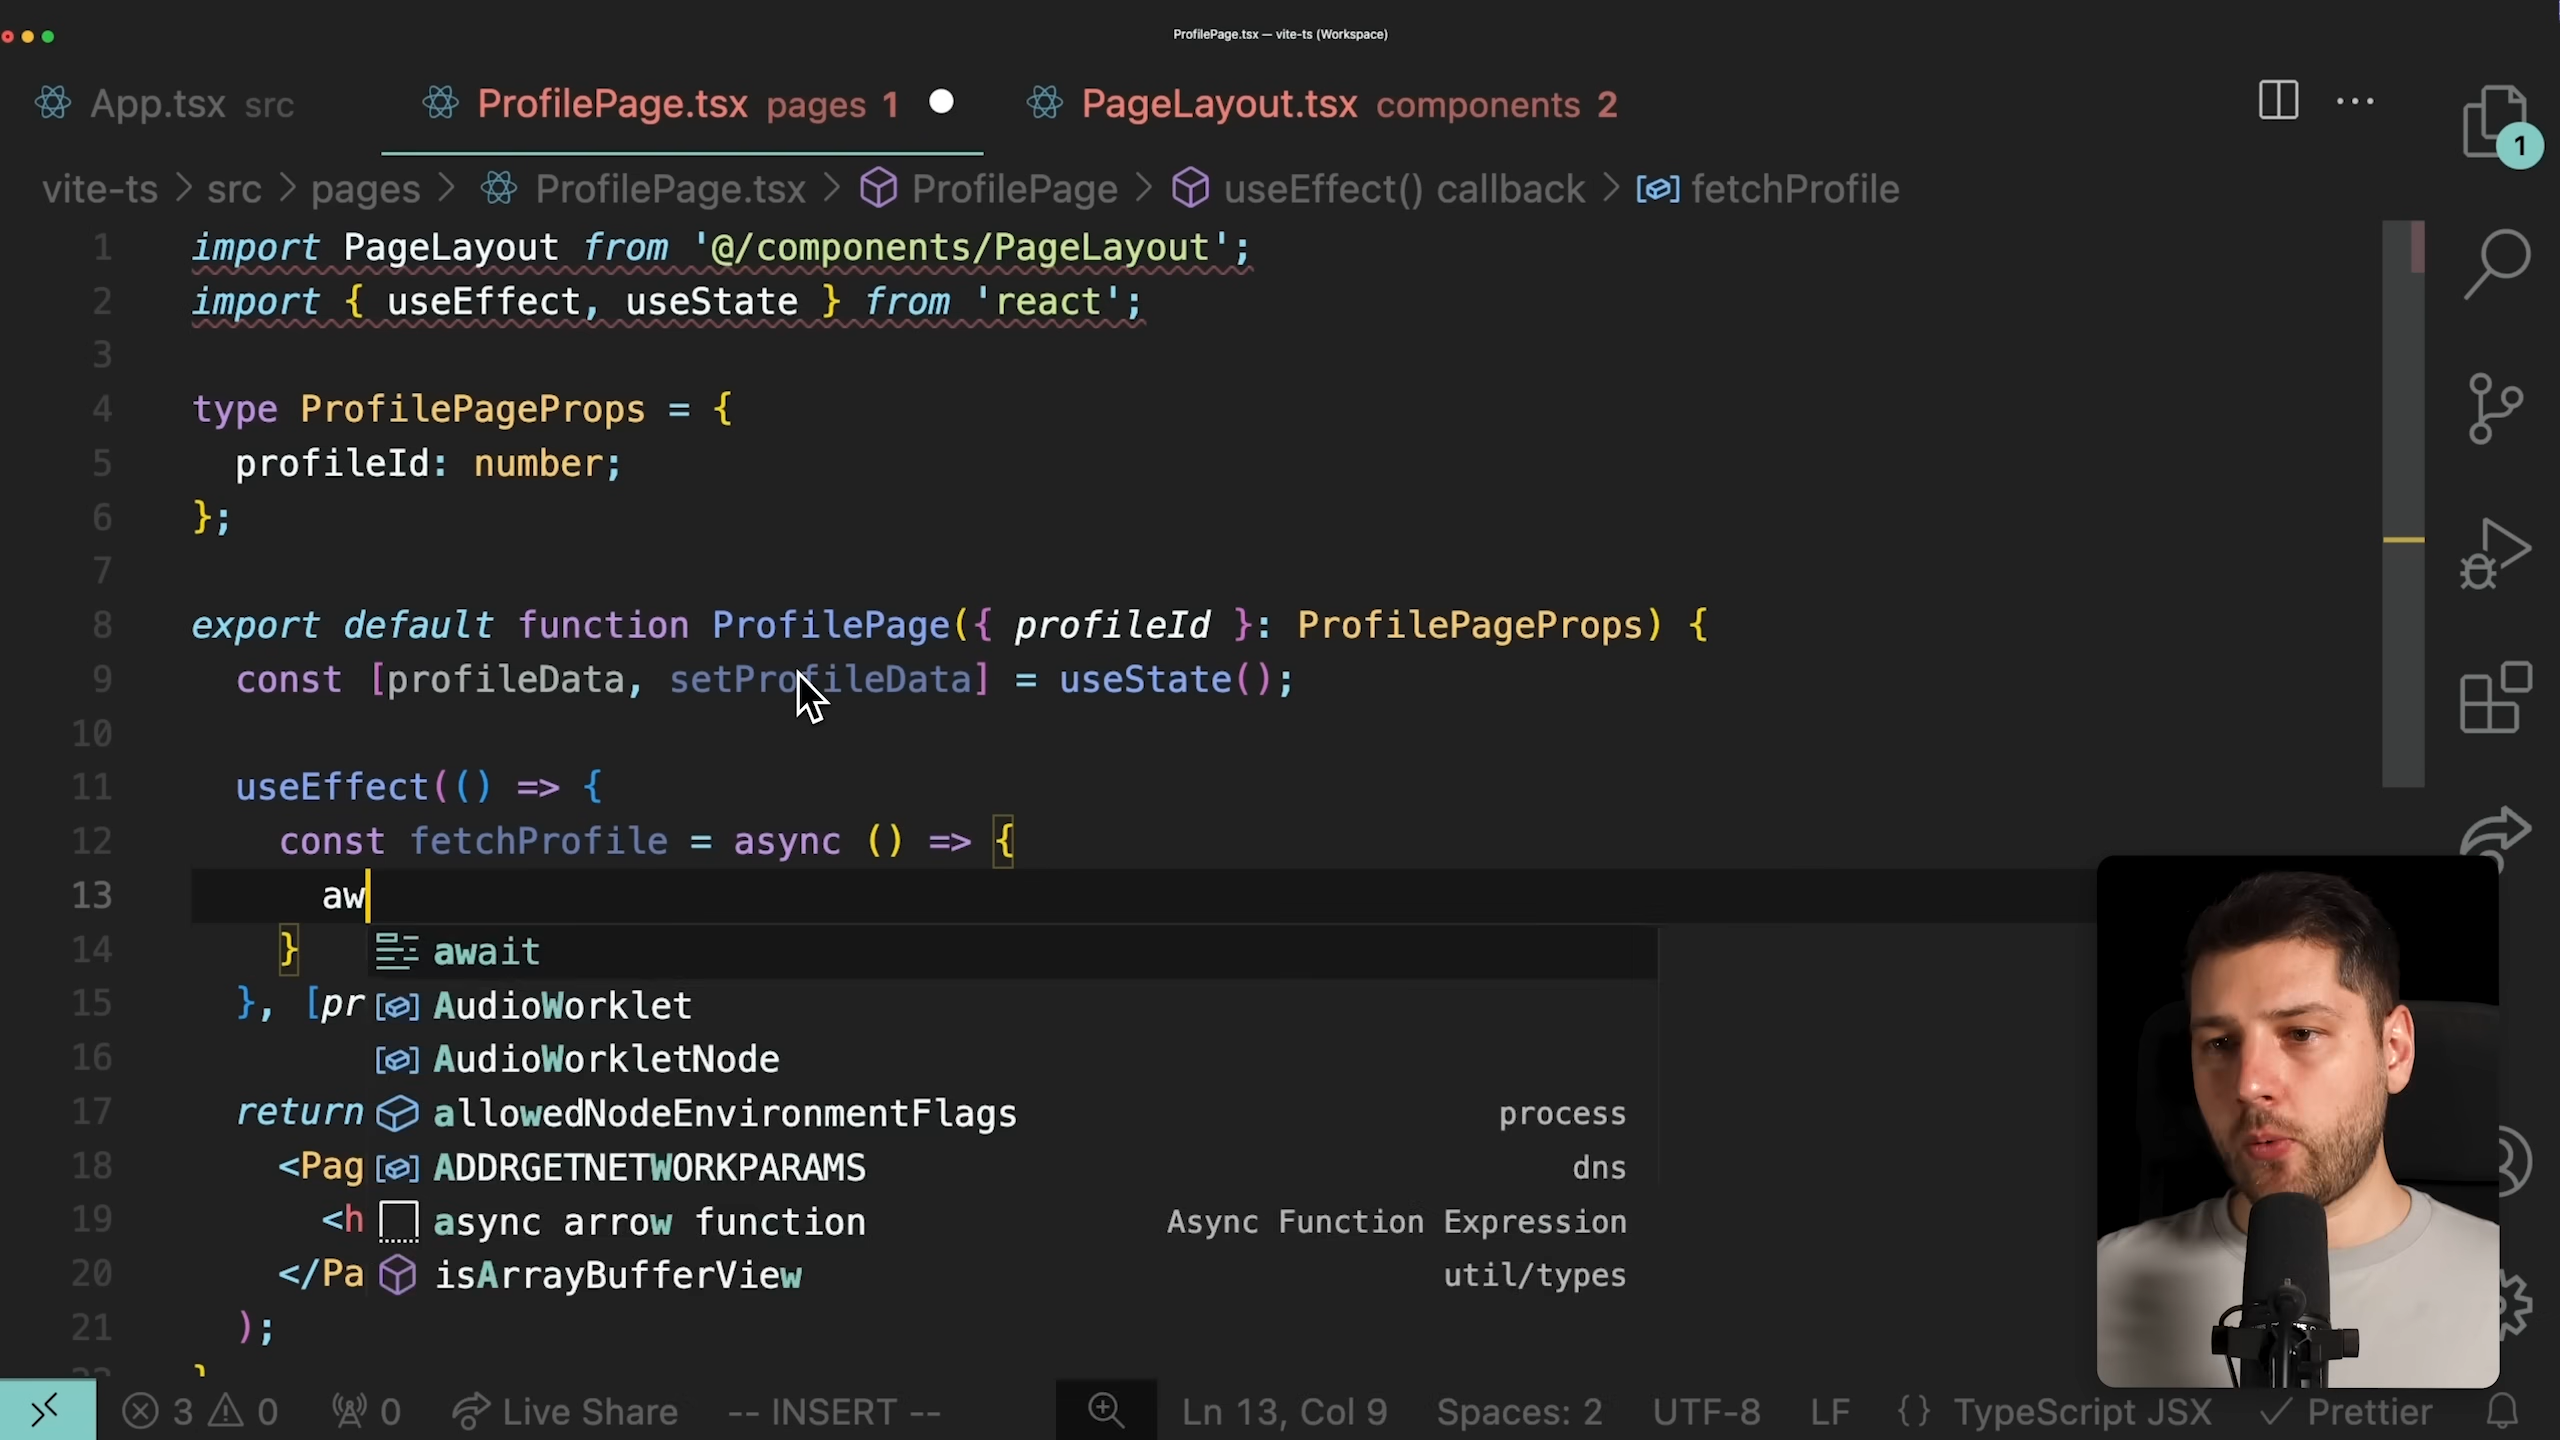 ProfilePage.tsx — vite-ts (Workspace)
App.tsx src
ProfilePage.tsx pages 1
PageLayout.tsx components 2
1
vite-ts > src > pages > ProfilePage.tsx > ProfilePage > useEffect() callback > fetchProfile
1 import PageLayout from '@/components/PageLayout';
2 import { useEffect, useState } from 'react';
3
4 type ProfilePageProps = {
5 profileId: number;
6 };
7
8 export default function ProfilePage({ profileId }: ProfilePageProps) {
9 const [profileData, setProfileData] = useState();
10
11 useEffect(() => {
12 const fetchProfile = async () => {
13 aw
14 }
await
15 }, [pr
AudioWorklet
16
AudioWorkletNode
17 return
allowedNodeEnvironmentFlags process
18 <Pag
ADDRGETNETWORKPARAMS dns
19 <h
async arrow function Async Function Expression
20 </Pa
isArrayBufferView util/types
21 );
}
3 0 0 Live Share -- INSERT -- Ln 13, Col 9 Spaces: 2 UTF-8 LF {} TypeScript JSX Prettier